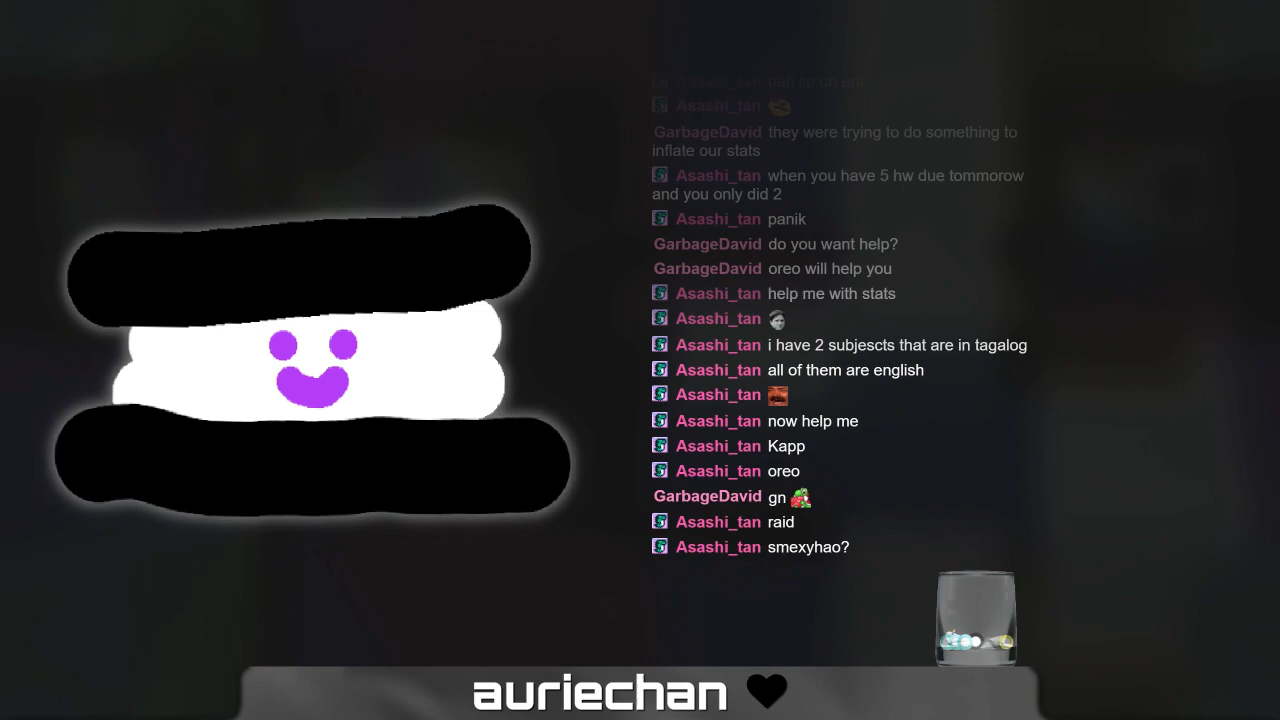 Asashi_tan
Asashi_tan
GarbageDavid they were trying to do something to
inflate our stats
Asashi_tan when you have 5 hw due tommorow
and you only did 2
Asashi_tan panik
GarbageDavid do you want help?
GarbageDavid oreo will help you
Asashi_tan help me with stats
Asashi_tan
Asashi_tan i have 2 subjescts that are in tagalog
Asashi_tan all of them are english
Asashi_tan
Asashi_tan now help me
Asashi_tan Kapp
Asashi_tan oreo
GarbageDavid gn
Asashi_tan raid
Asashi_tan smexyhao?
auriechan